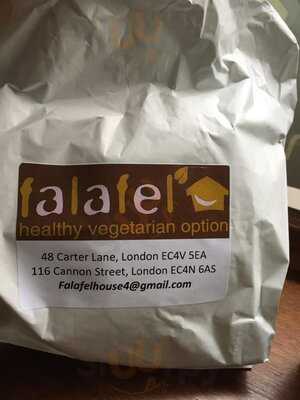 falafel
healthy vegetarian option
48 Carter Lane, London EC4V 5EA
116 Cannon Street, London EC4N 6AS
Falafelhouse4@gmail.com